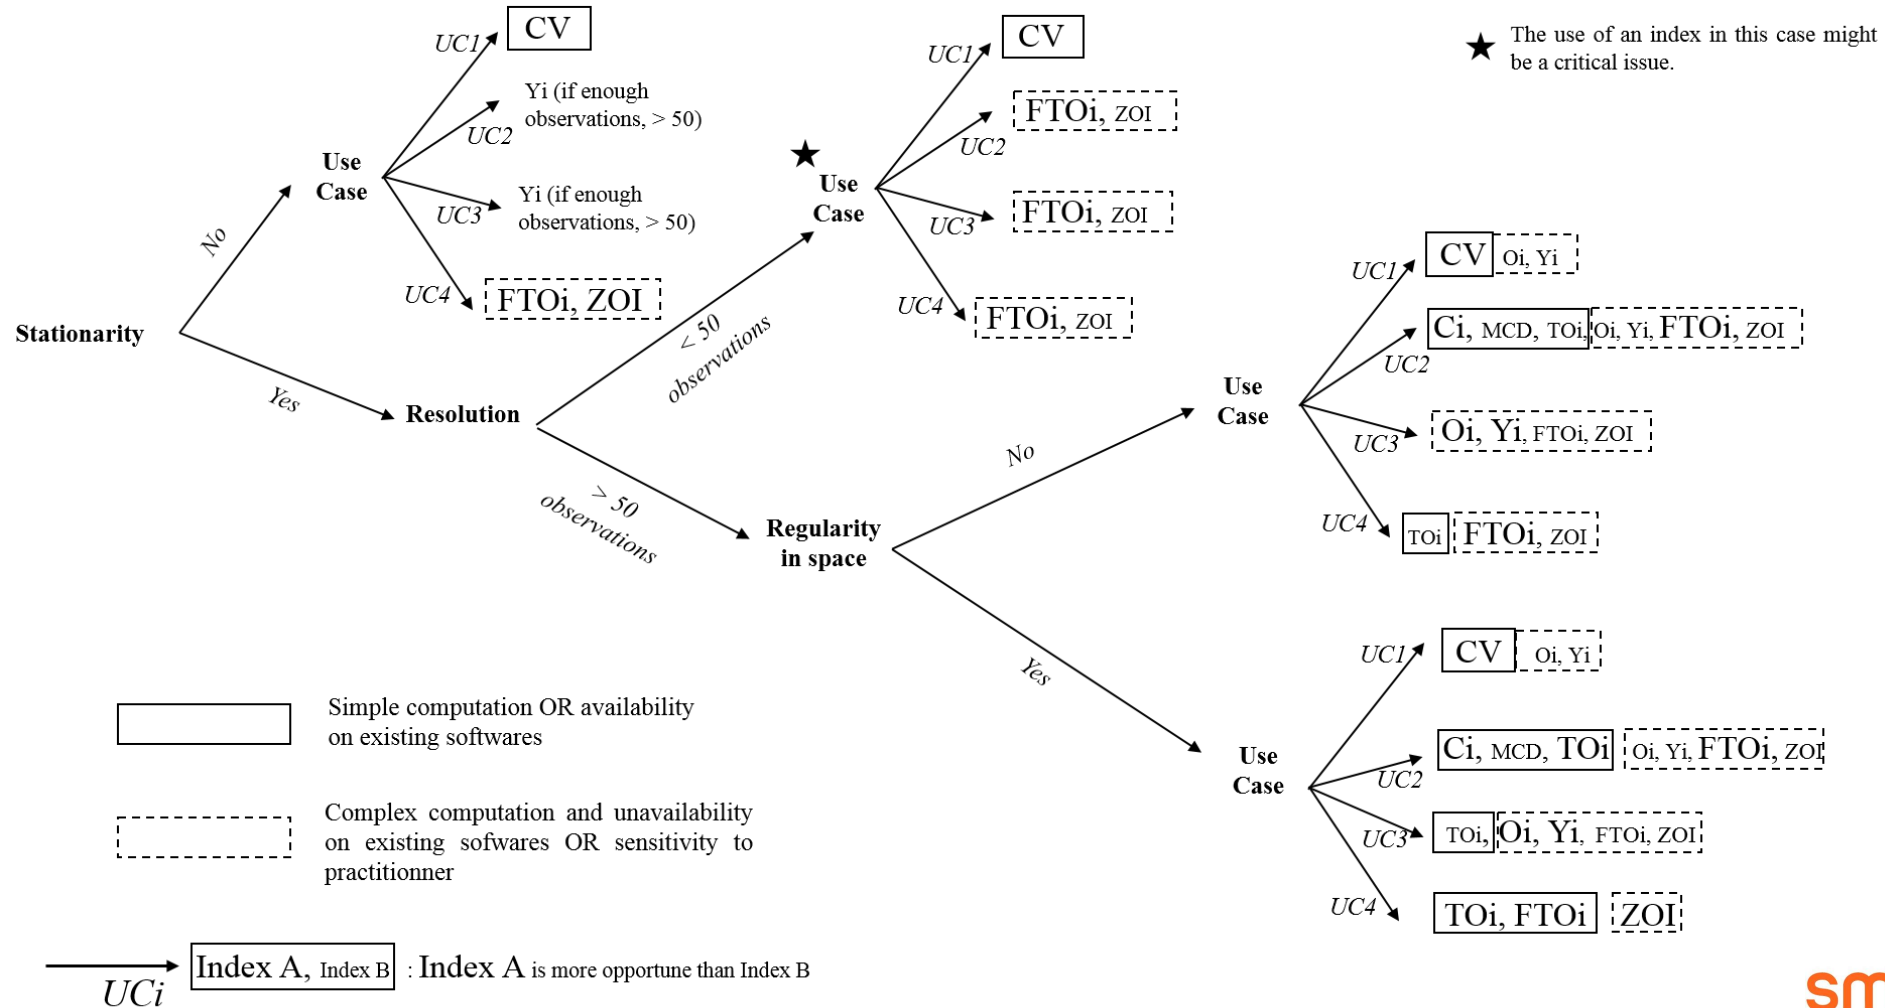 Stationarity
No
Yes
Use
Case
UC1
CV
UC2
Yi (if enough
observations, > 50)
UC3
Yi (if enough
observations, > 50)
UC4
FTOi, ZOI
Resolution
< 50
observations
> 50
observations
★
Use
Case
UC1
CV
UC2
FTOi, ZOI
UC3
FTOi, ZOI
UC4
FTOi, ZOI
★ The use of an index in this case might
be a critical issue.
Regularity
in space
No
Yes
Use
Case
UC1
CV Oi, Yi
UC2
Ci, MCD, TOi, Oi, Yi, FTOi, ZOI
UC3
Oi, Yi, FTOi, ZOI
UC4
TOi FTOi, ZOI
Use
Case
UC1
CV Oi, Yi
UC2
Ci, MCD, TOi Oi, Yi, FTOi, ZOI
UC3
TOi, Oi, Yi, FTOi, ZOI
UC4
TOi, FTOi ZOI
Simple computation OR availability
on existing softwares
Complex computation and unavailability
on existing sofwares OR sensitivity to
practitionner
UCi
Index A, Index B : Index A is more opportune than Index B
sm